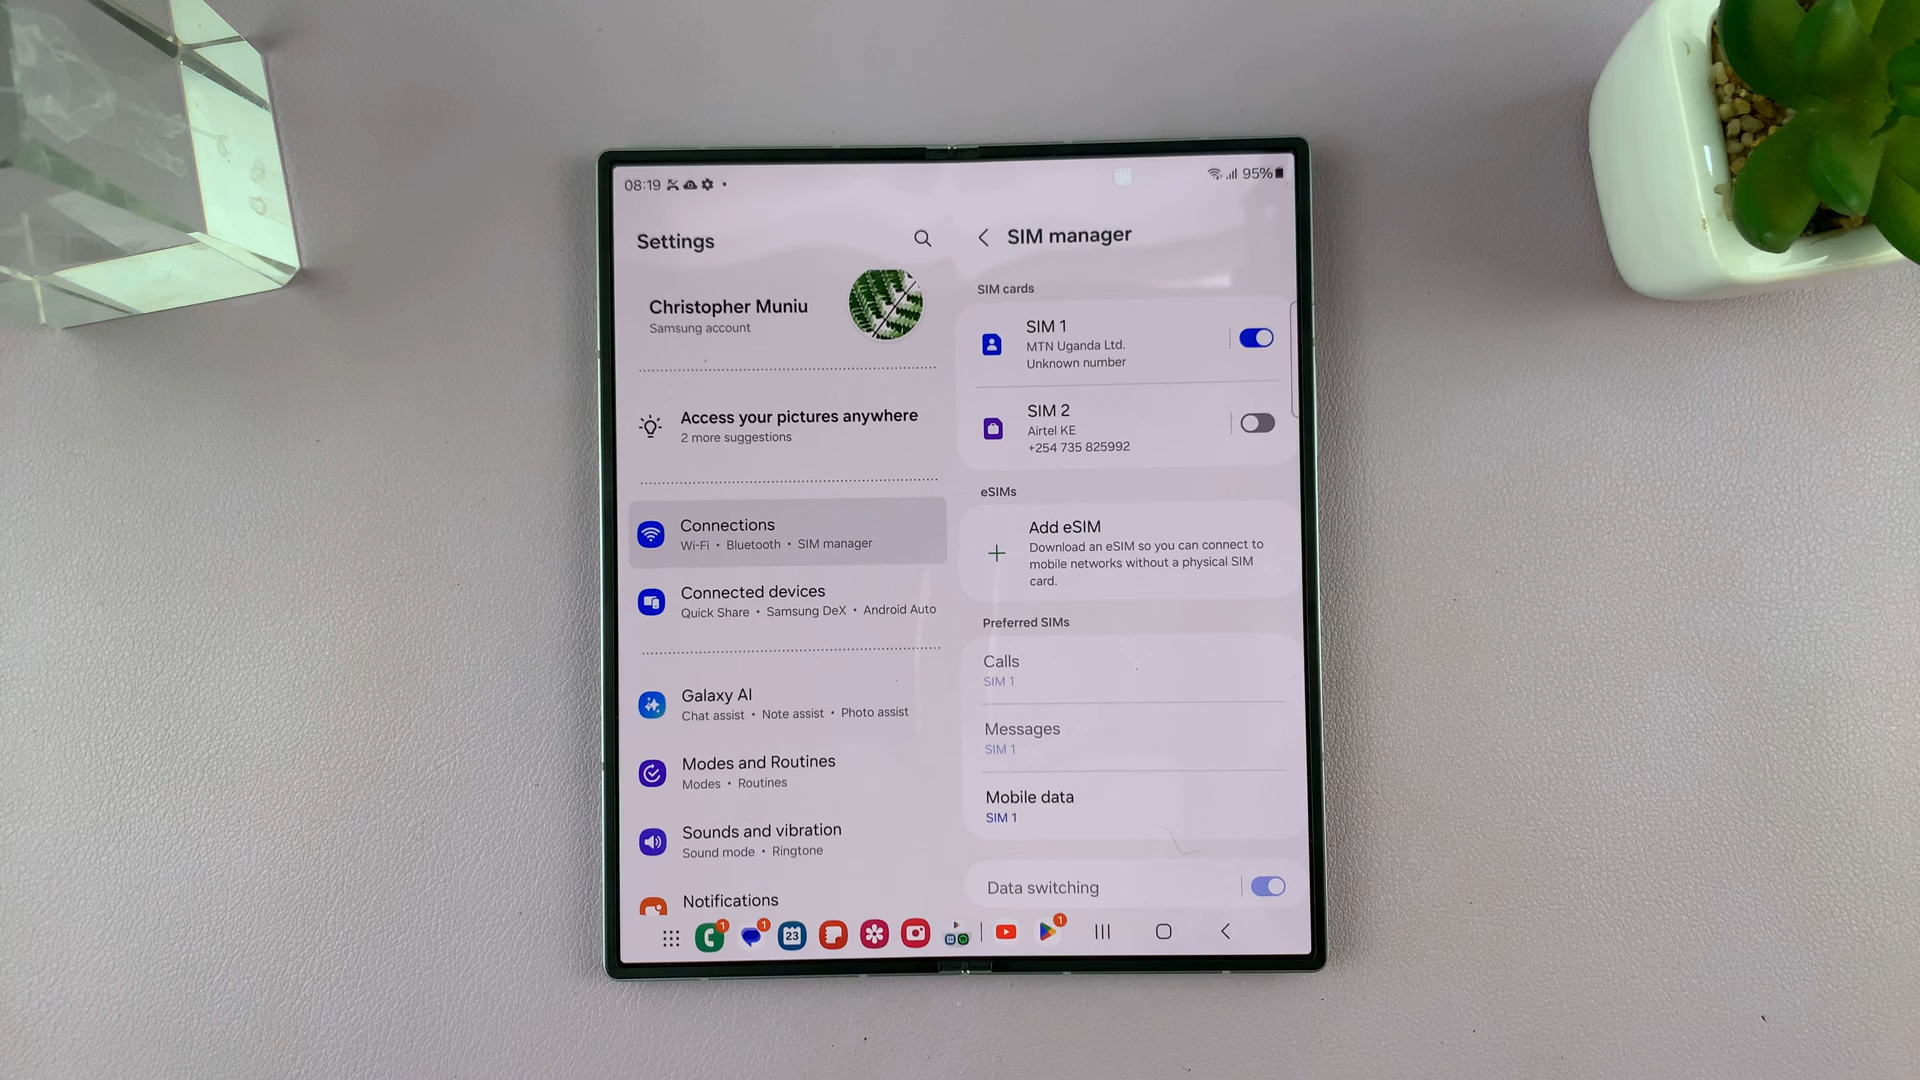 08:19
95%
Settings
Christopher Muniu
Samsung account
Access your pictures anywhere
2 more suggestions
Connections
Wi-Fi • Bluetooth • SIM manager
Connected devices
Quick Share • Samsung DeX • Android Auto
Galaxy AI
Chat assist • Note assist • Photo assist
Modes and Routines
Modes • Routines
Sounds and vibration
Sound mode • Ringtone
Notifications
SIM manager
SIM cards
SIM 1
MTN Uganda Ltd.
Unknown number
SIM 2
Airtel KE
+254 735 825992
eSIMs
Add eSIM
Download an eSIM so you can connect to
mobile networks without a physical SIM
card.
Preferred SIMs
Calls
SIM 1
Messages
SIM 1
Mobile data
SIM 1
Data switching
1
1
23
1